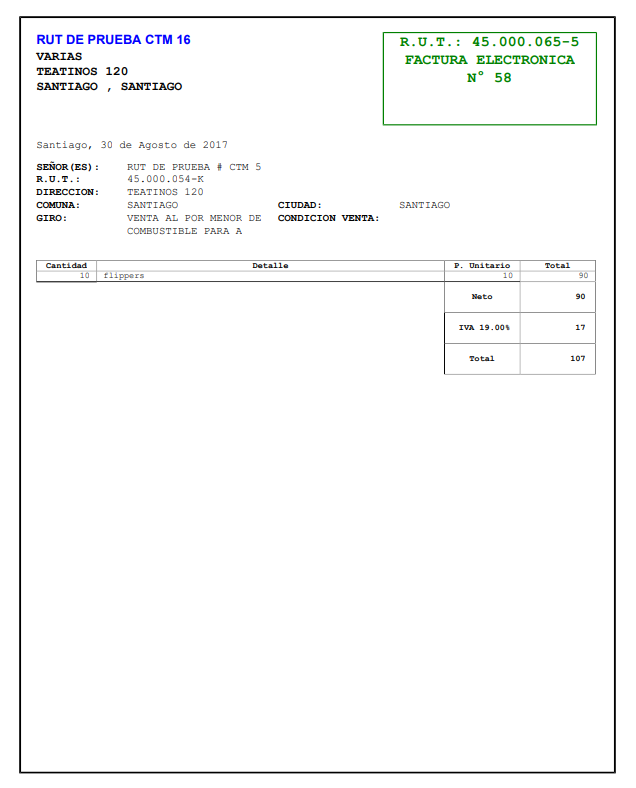 RUT DE PRUEBA CTM 16
VARIAS
TEATINOS 120
SANTIAGO , SANTIAGO
R.U.T.: 45.000.065-5
FACTURA ELECTRONICA
N° 58
Santiago, 30 de Agosto de 2017
SEÑOR(ES): RUT DE PRUEBA # CTM 5
R.U.T.: 45.000.054-K
DIRECCION: TEATINOS 120
COMUNA: SANTIAGO CIUDAD: SANTIAGO
GIRO: VENTA AL POR MENOR DE CONDICION VENTA:
COMBUSTIBLE PARA A
Cantidad Detalle P. Unitario Total
10 flippers 10 90
Neto 90
IVA 19.00% 17
Total 107